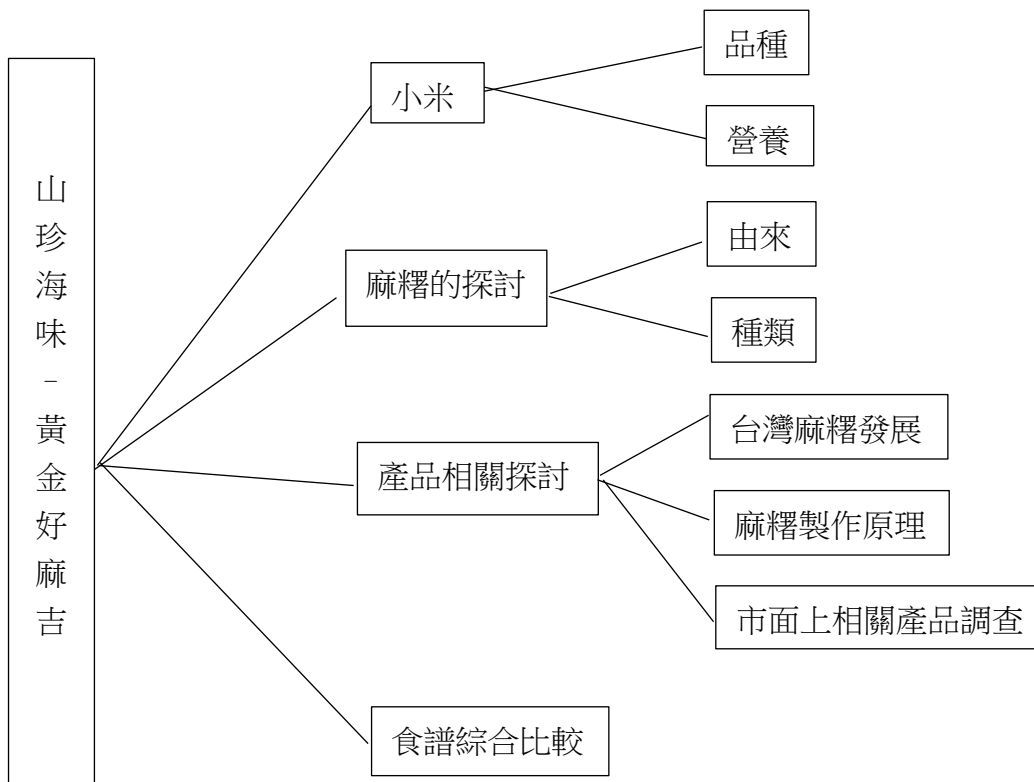 山珍海味-黃金好麻吉
小米
品種
營養
麻糬的探討
由來
種類
產品相關探討
台灣麻糬發展
麻糬製作原理
市面上相關產品調查
食譜綜合比較